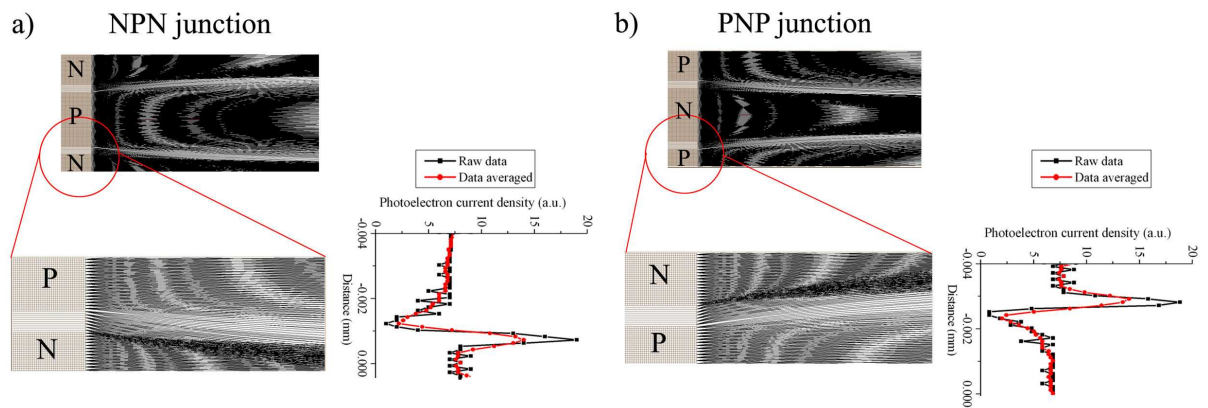 a)
NPN junction
N
P
N
P
N
Raw data
Data averaged
Photoelectron current density (a.u.)
0
5
10
15
20
-0.004
-0.002
0.000
Distance (mm)
b)
PNP junction
P
N
P
N
P
Raw data
Data averaged
Photoelectron current density (a.u.)
0
5
10
15
20
-0.004
-0.002
0.000
Distance (mm)